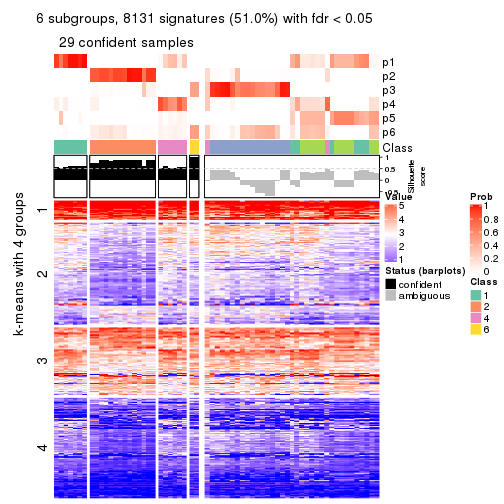 6 subgroups, 8131 signatures (51.0%) with fdr < 0.05
29 confident samples
p1
p2
p3
p4
p5
p6
Class
1
0.5
0
-0.5
Silhouette
score
k-means with 4 groups
1
2
3
4
Value
5
4
3
2
1
Status (barplots)
confident
ambiguous
Prob
1
0.8
0.6
0.4
0.2
0
Class
1
2
4
6